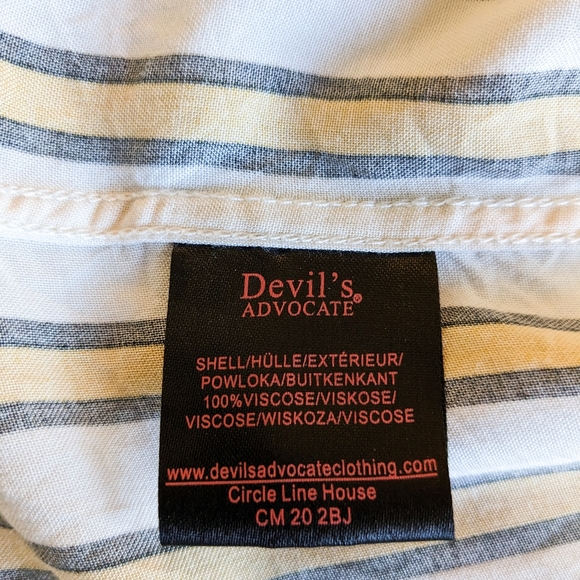 Devil's
ADVOCATE®
SHELL/HÜLLE/EXTÉRIEUR/
POWLOKA/BUITKENKANT
100%VISCOSE/VISKOSE/
VISCOSE/WISKOZA/VISCOSE
www.devilsadvocateclothing.com
Circle Line House
CM 20 2BJ